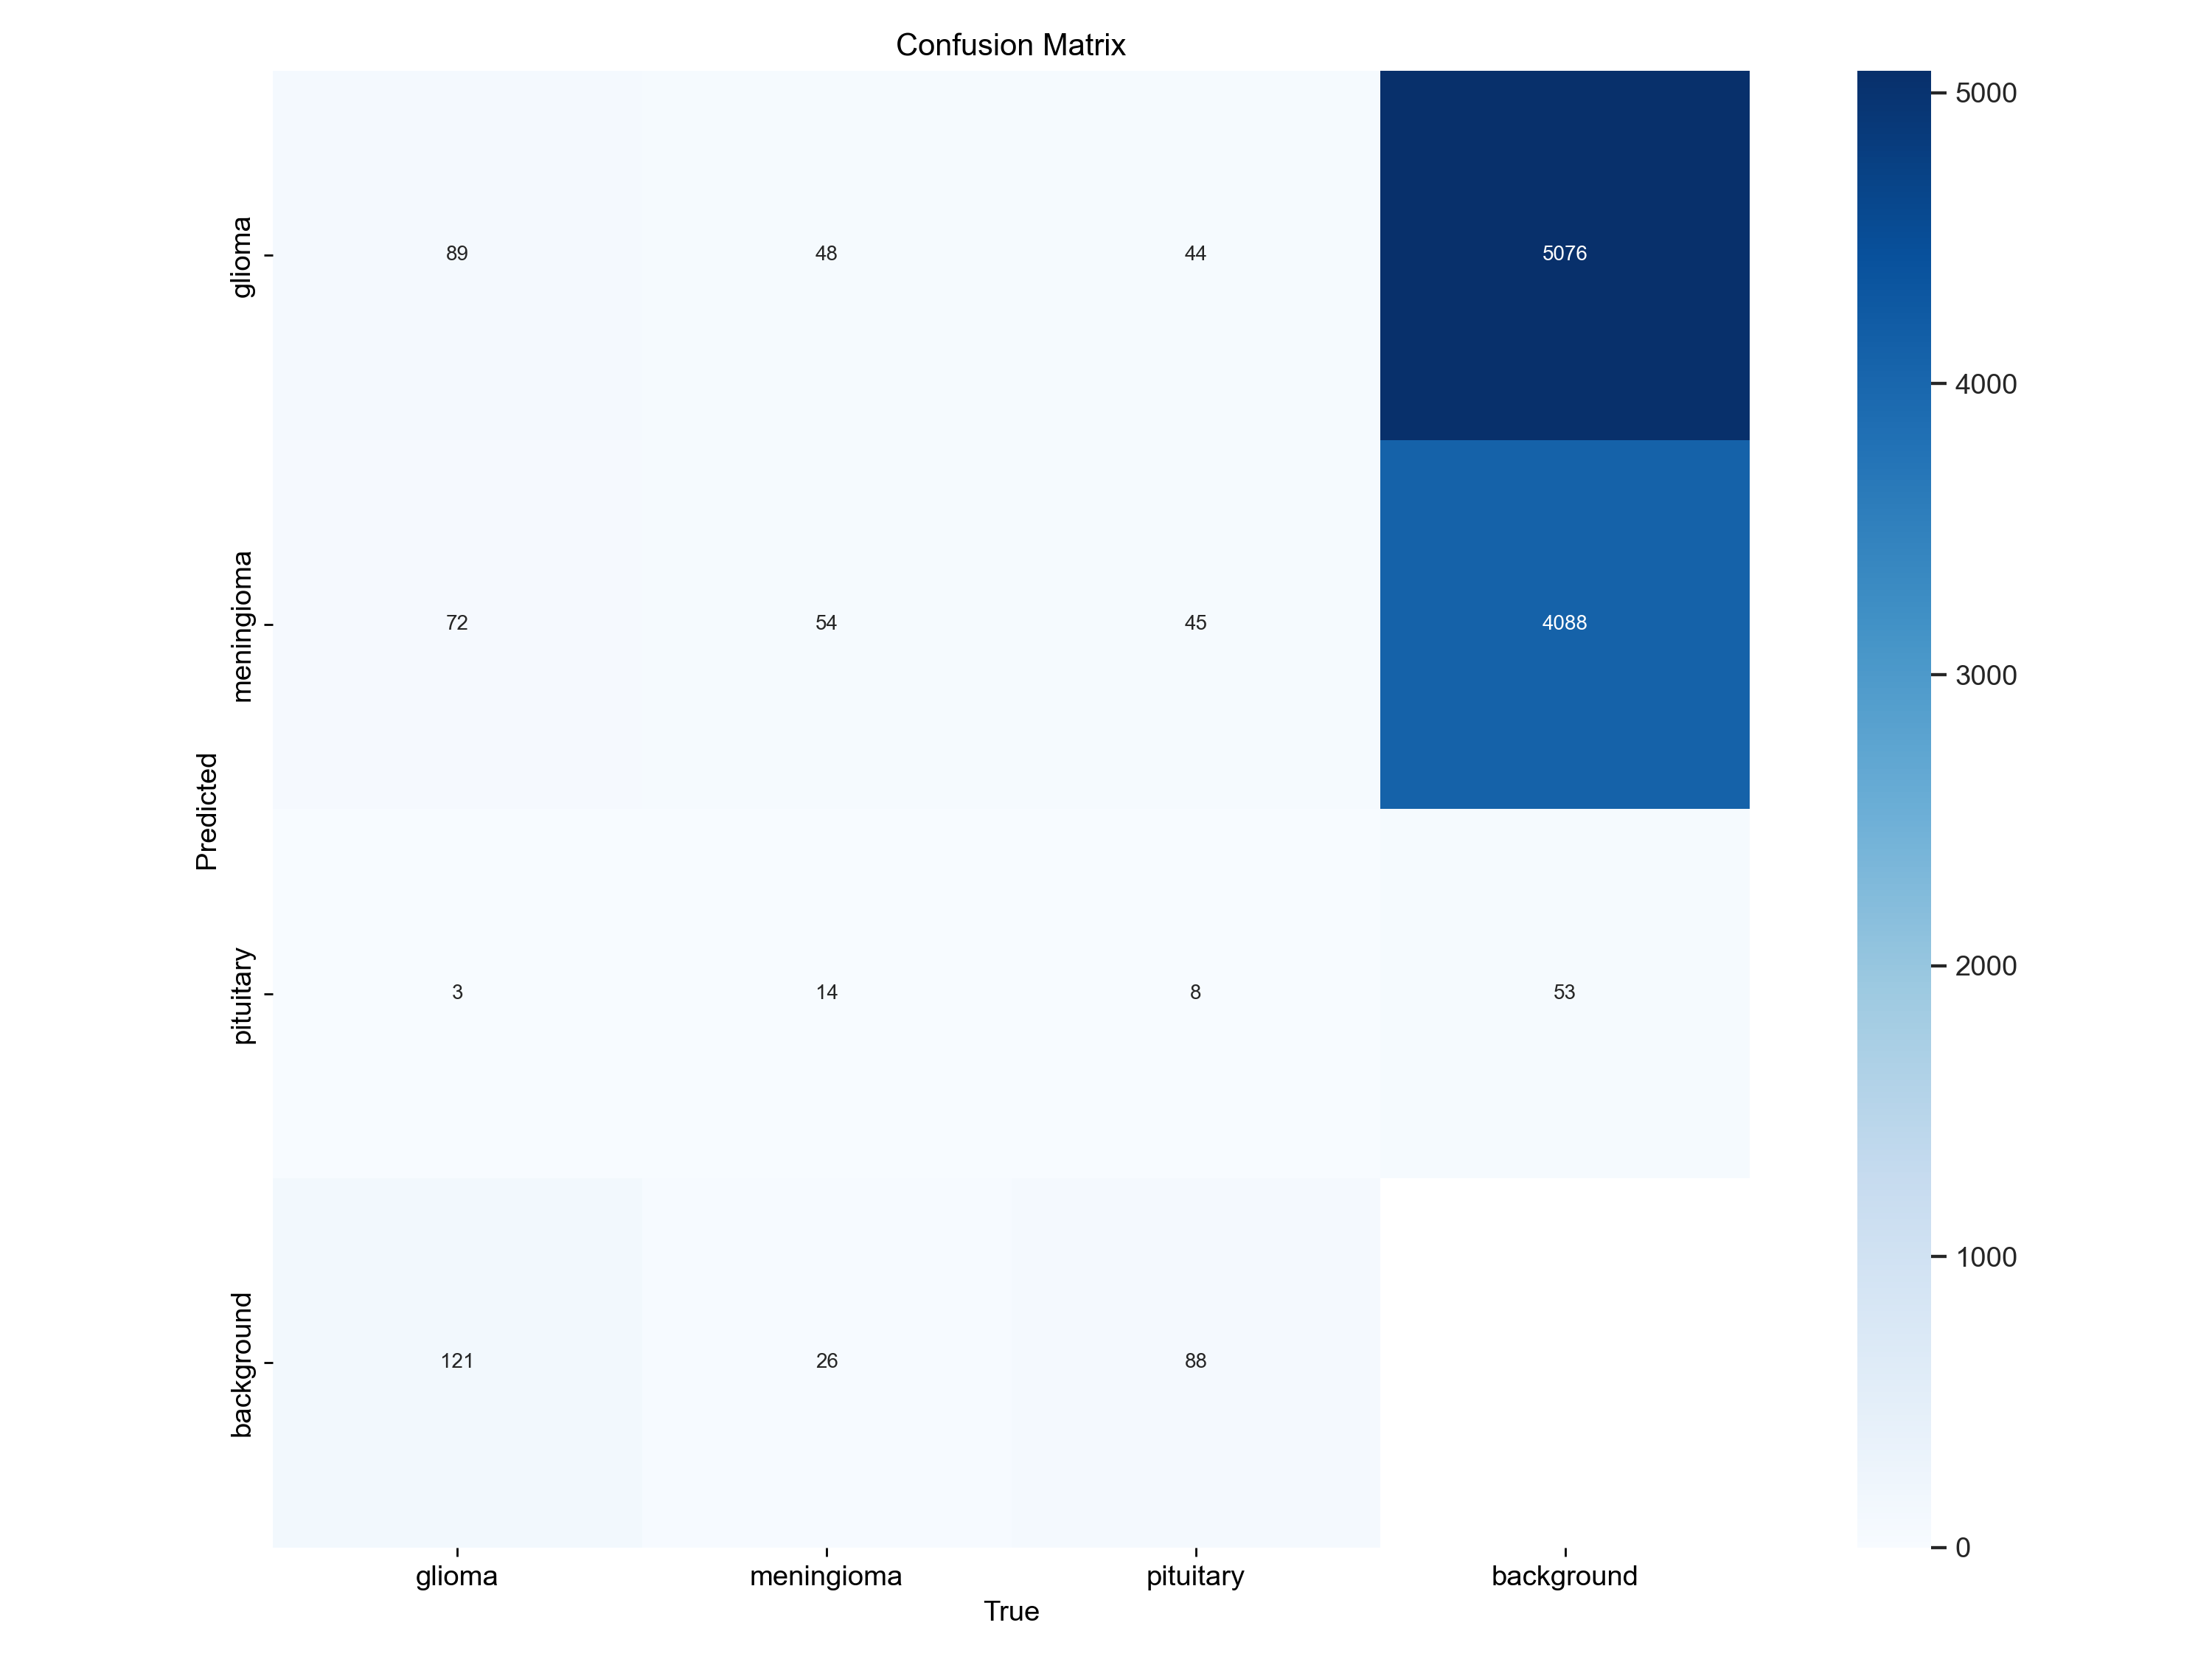 Confusion Matrix
glioma
89
48
44
5076
meningioma
72
54
45
4088
pituitary
3
14
8
53
background
121
26
88
Predicted
glioma
meningioma
pituitary
background
True
5000
4000
3000
2000
1000
0